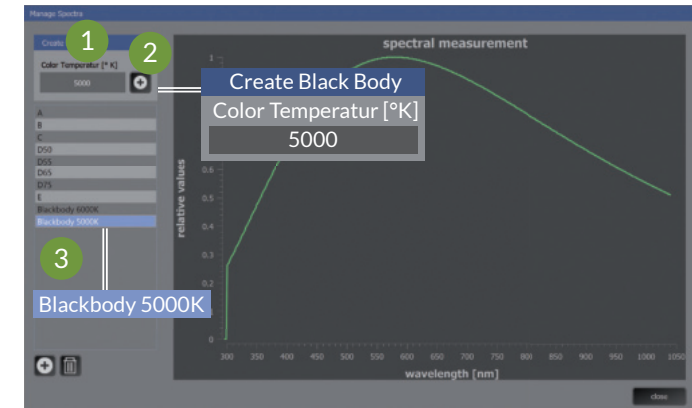 Manage Spectra
Create
1
2
Color Temperatur [° K]
5000
A
B
C
D50
D55
D65
D75
E
Blackbody 6000K
Blackbody 5000K
3
Blackbody 5000K
spectral measurement
Create Black Body
Color Temperatur [°K]
5000
relative values
1
0.6
0.5
0.4
0.3
0.2
0
300 350 400 450 500 550 600 650 700 750 800 850 900 950 1000 1050
wavelength [nm]
close